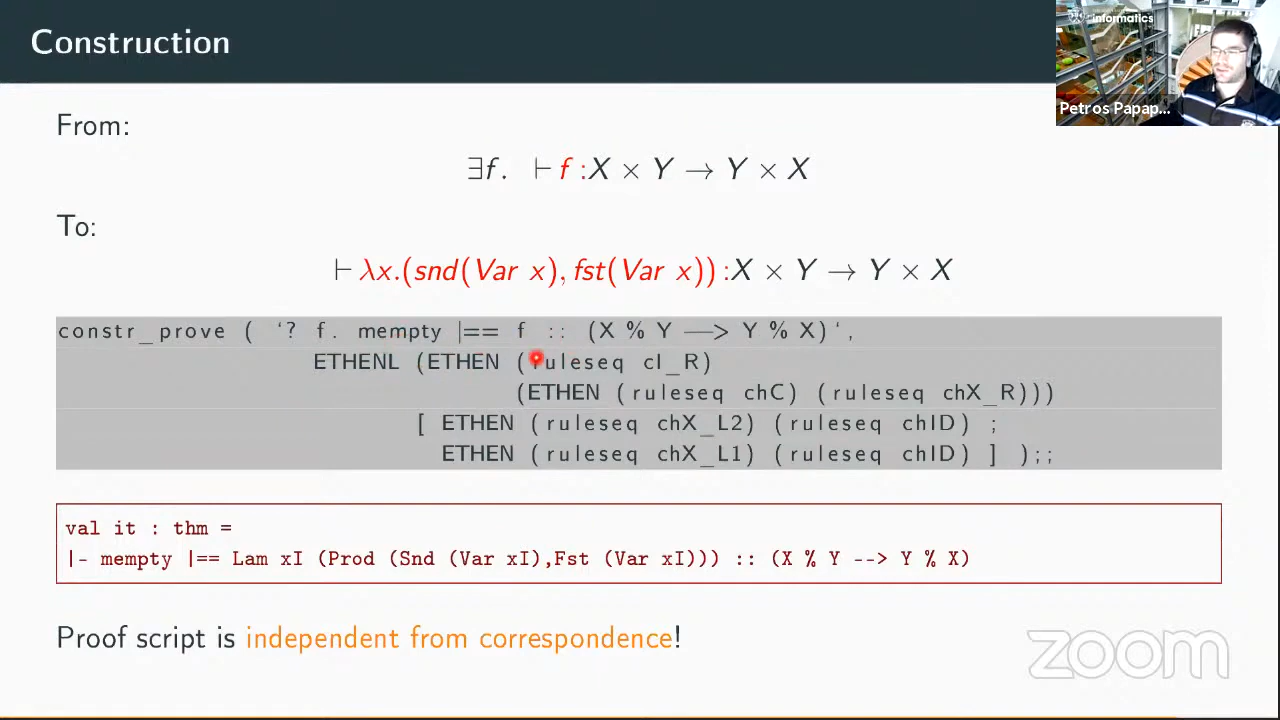 Construction
informatics
Petros Papap...
From:
∃f. ⊢ f :X × Y → Y × X
To:
⊢ λx.(snd(Var x), fst(Var x)) :X × Y → Y × X
constr_prove ( ‘? f. mempty |== f :: (X % Y —> Y % X)‘,
ETHENL (ETHEN (ruleseq cI_R)
(ETHEN (ruleseq chC) (ruleseq chX_R)))
[ ETHEN (ruleseq chX_L2) (ruleseq chID) ;
ETHEN (ruleseq chX_L1) (ruleseq chID) ] );;
val it : thm =
|- mempty |== Lam xI (Prod (Snd (Var xI),Fst (Var xI))) :: (X % Y --> Y % X)
Proof script is independent from correspondence!
zoom